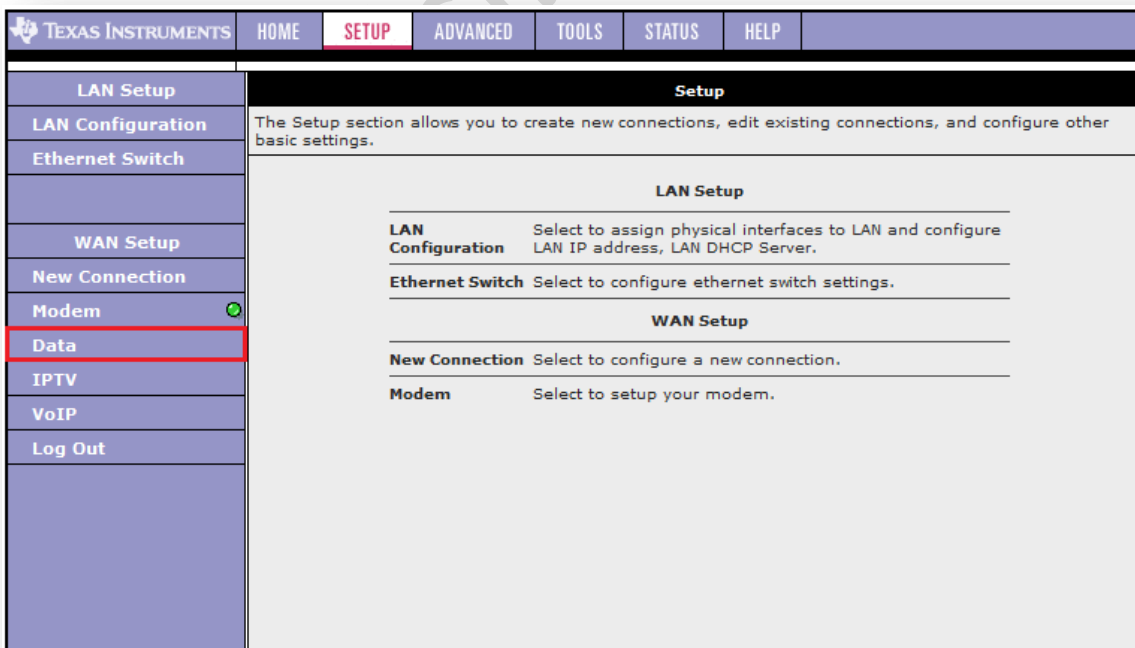 TEXAS INSTRUMENTS
HOME
SETUP
ADVANCED
TOOLS
STATUS
HELP
LAN Setup
LAN Configuration
Ethernet Switch
WAN Setup
New Connection
Modem
Data
IPTV
VoIP
Log Out
Setup
The Setup section allows you to create new connections, edit existing connections, and configure other
basic settings.
LAN Setup
LAN
Configuration
Select to assign physical interfaces to LAN and configure
LAN IP address, LAN DHCP Server.
Ethernet Switch Select to configure ethernet switch settings.
WAN Setup
New Connection Select to configure a new connection.
Modem Select to setup your modem.